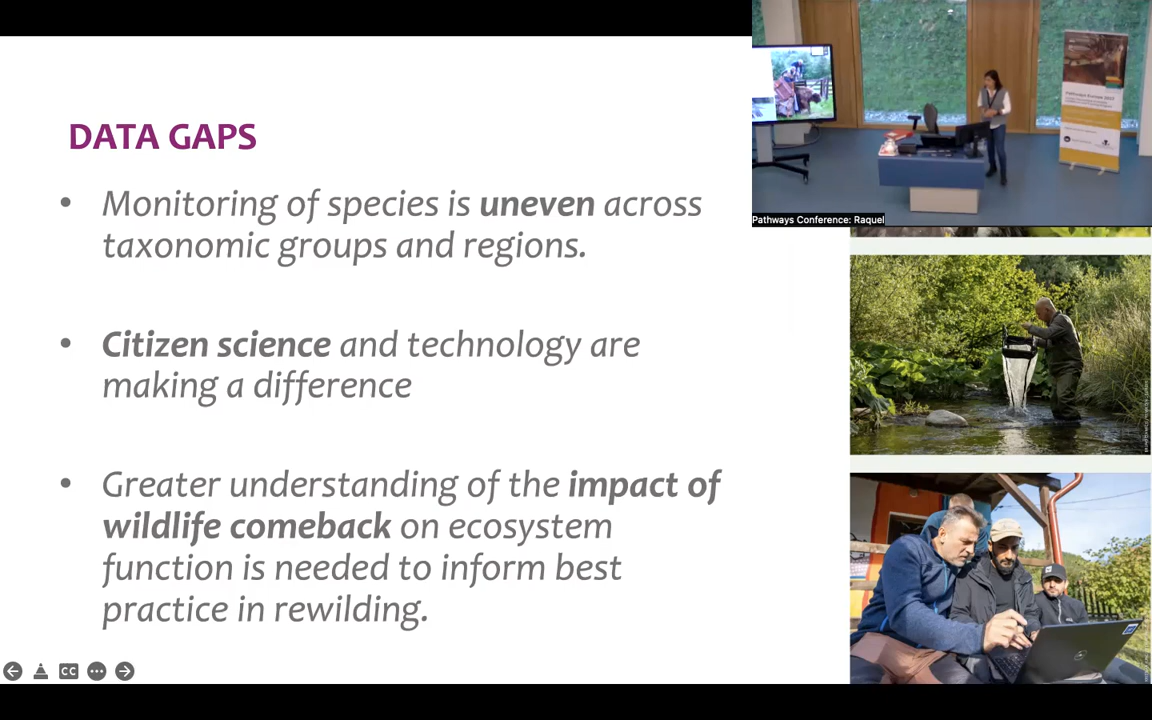 DATA GAPS
• Monitoring of species is uneven across
taxonomic groups and regions.
• Citizen science and technology are
making a difference
• Greater understanding of the impact of
wildlife comeback on ecosystem
function is needed to inform best
practice in rewilding.
Pathways Conference: Raquel
CC